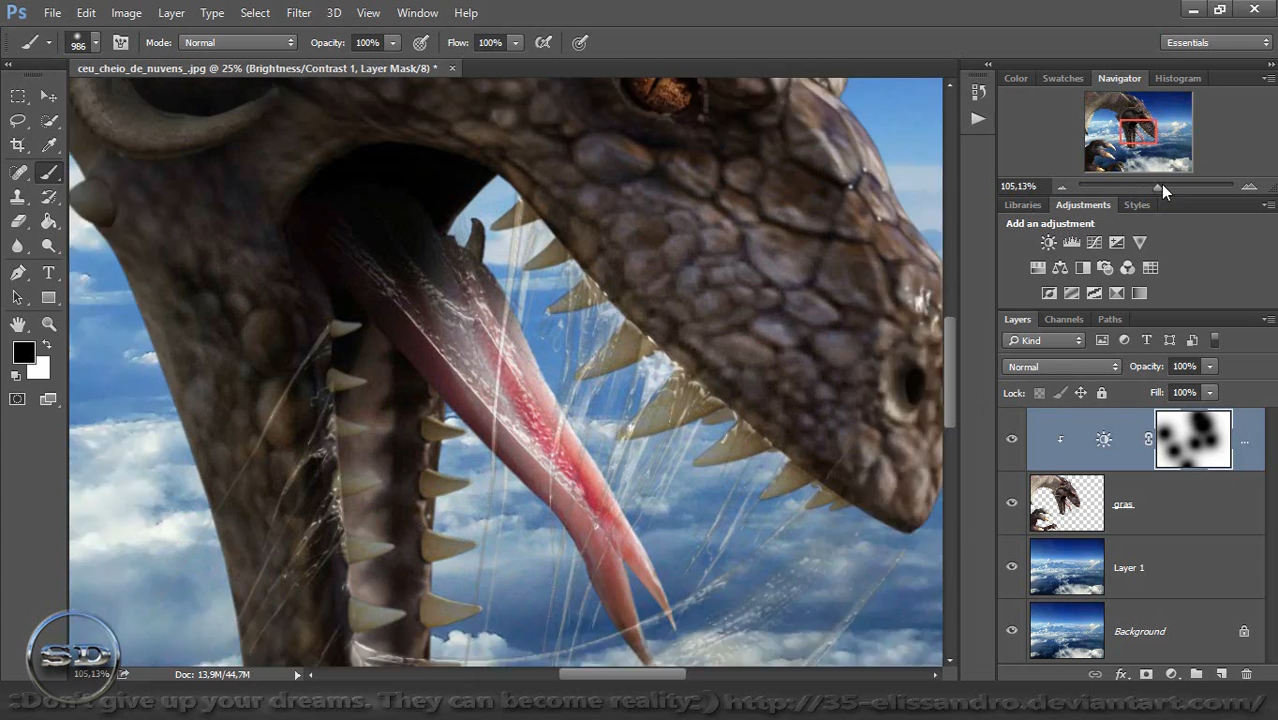 Ps File Edit Image Layer Type Select Filter 3D View Window Help
986 Mode: Normal Opacity: 100% Flow: 100% Essentials
ceu_cheio_de_nuvens_.jpg @ 25% (Brightness/Contrast 1, Layer Mask/8) *
Color Swatches Navigator Histogram
105,13%
Libraries Adjustments Styles
Add an adjustment
Layers Channels Paths
Kind
Normal Opacity: 100%
Lock: Fill: 100%
...
gras
Layer 1
Background
SD
105,13% Doc: 13,9M/44,7M
:Don't give up your dreams. They can become reality:) http://35-elissandro.deviantart.com/